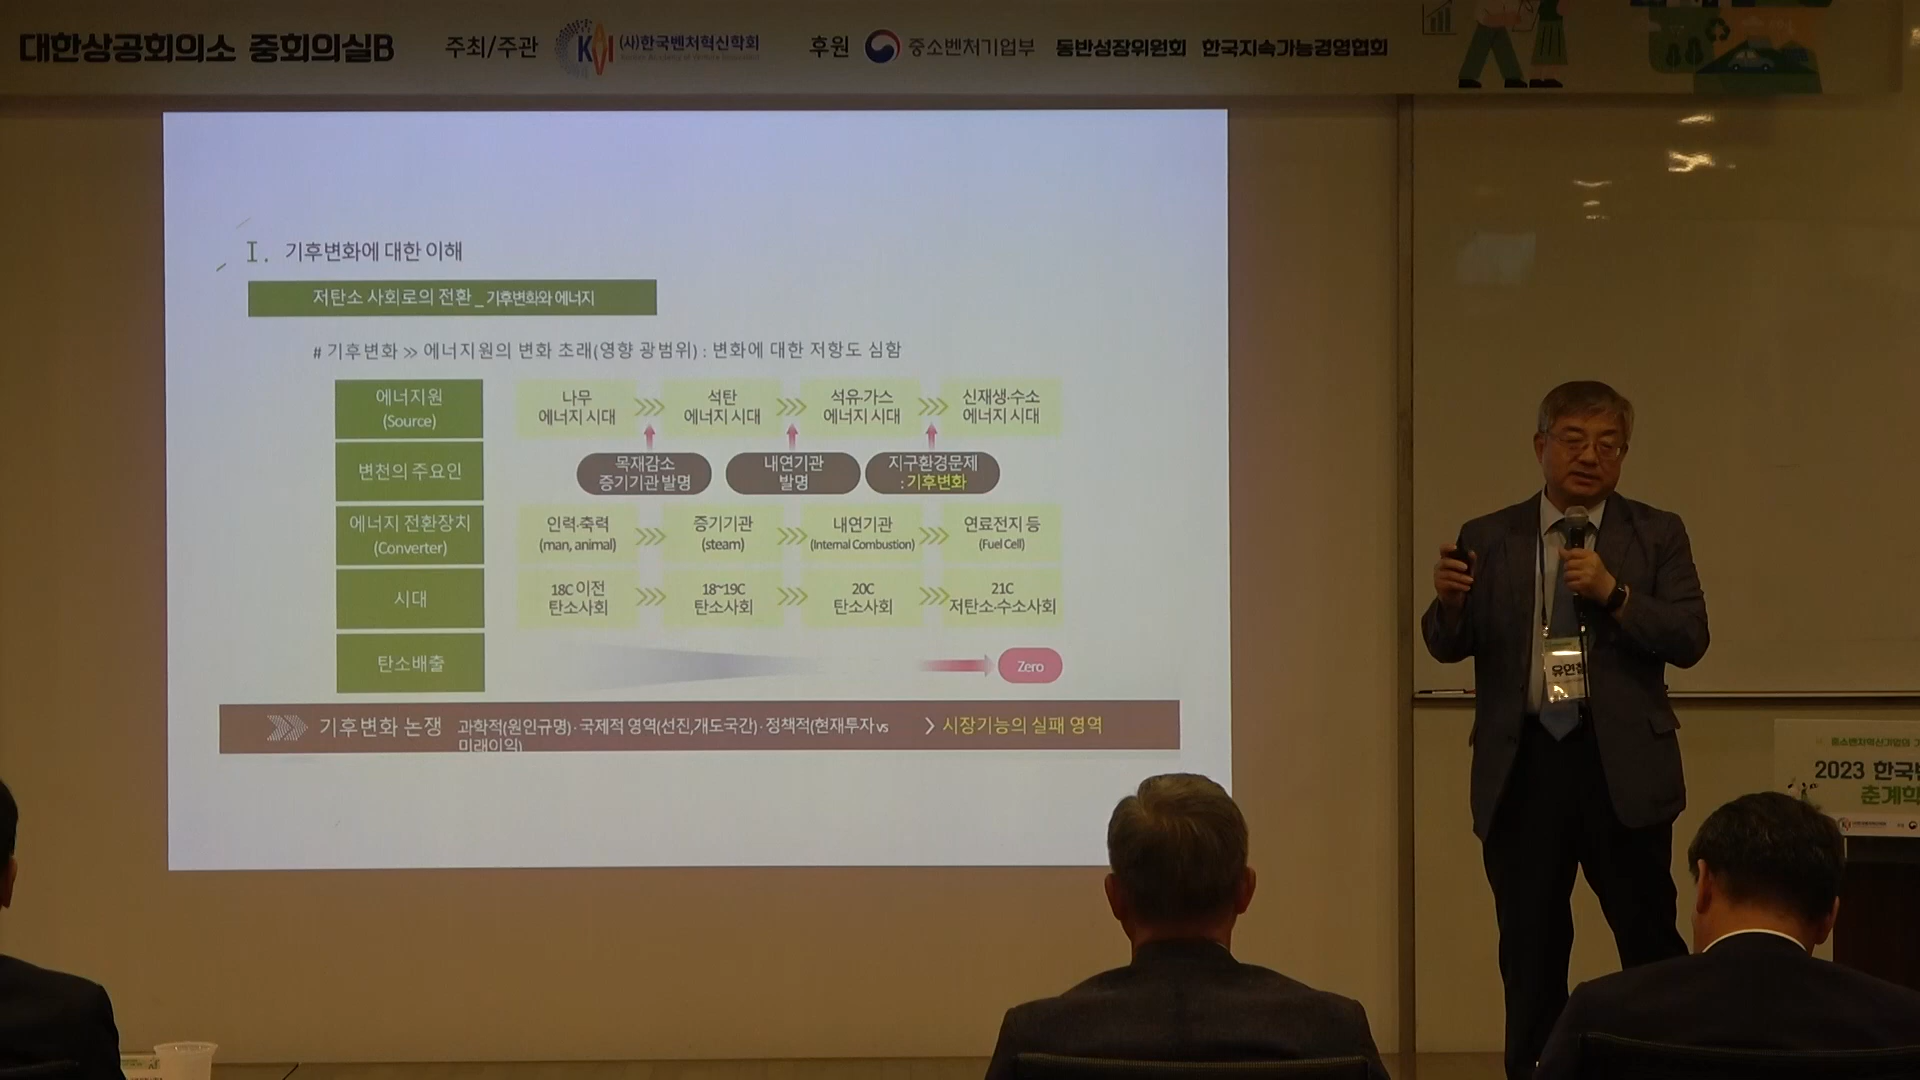 대한상공회의소 중회의실B
주최/주관 KAVI (사)한국벤처혁신학회
후원 중소벤처기업부 동반성장위원회 한국지속가능경영협회
I. 기후변화에 대한 이해
저탄소 사회로의 전환 _ 기후변화와 에너지
# 기후변화 ≫ 에너지원의 변화 초래(영향 광범위) : 변화에 대한 저항도 심함
에너지원
(Source)
나무
에너지 시대
석탄
에너지 시대
석유·가스
에너지 시대
신재생·수소
에너지 시대
변천의 주요인
목재감소
증기기관 발명
내연기관
발명
지구환경문제
: 기후변화
에너지 전환장치
(Converter)
인력·축력
(man, animal)
증기기관
(steam)
내연기관
(Internal Combustion)
연료전지 등
(Fuel Cell)
시대
18C 이전
탄소사회
18~19C
탄소사회
20C
탄소사회
21C
저탄소·수소사회
탄소배출
Zero
기후변화 논쟁 과학적(원인규명) · 국제적 영역(선진,개도국간) · 정책적(현재투자 vs
미래이익)
시장기능의 실패 영역
유연철
중소벤처혁신기업의
2023 한국
춘계학